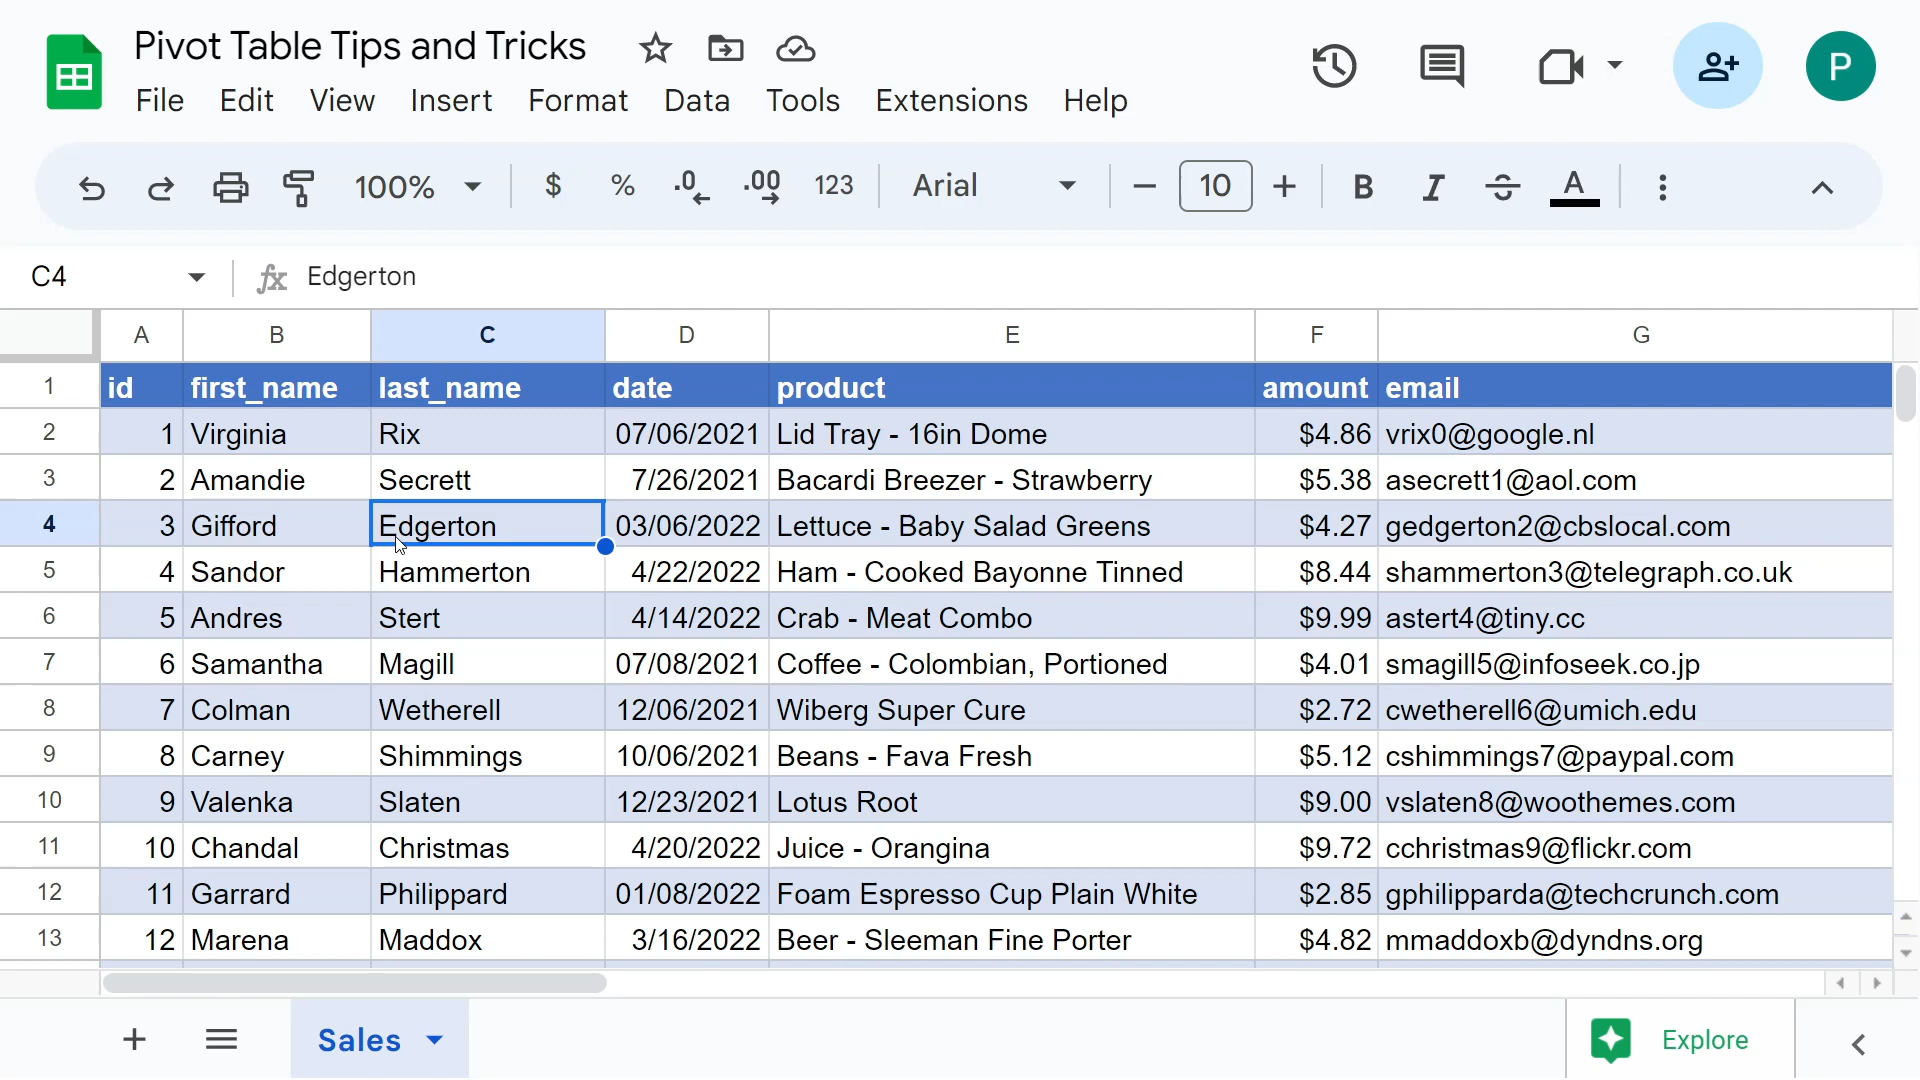 Pivot Table Tips and Tricks
File Edit View Insert Format Data Tools Extensions Help
P
100% $ % .0 .00 123 Arial 10 B I S A
C4 fx Edgerton
A B C D E F G
1 id first_name last_name date product amount email
2 1 Virginia Rix 07/06/2021 Lid Tray - 16in Dome $4.86 vrix0@google.nl
3 2 Amandie Secrett 7/26/2021 Bacardi Breezer - Strawberry $5.38 asecrett1@aol.com
4 3 Gifford Edgerton 03/06/2022 Lettuce - Baby Salad Greens $4.27 gedgerton2@cbslocal.com
5 4 Sandor Hammerton 4/22/2022 Ham - Cooked Bayonne Tinned $8.44 shammerton3@telegraph.co.uk
6 5 Andres Stert 4/14/2022 Crab - Meat Combo $9.99 astert4@tiny.cc
7 6 Samantha Magill 07/08/2021 Coffee - Colombian, Portioned $4.01 smagill5@infoseek.co.jp
8 7 Colman Wetherell 12/06/2021 Wiberg Super Cure $2.72 cwetherell6@umich.edu
9 8 Carney Shimmings 10/06/2021 Beans - Fava Fresh $5.12 cshimmings7@paypal.com
10 9 Valenka Slaten 12/23/2021 Lotus Root $9.00 vslaten8@woothemes.com
11 10 Chandal Christmas 4/20/2022 Juice - Orangina $9.72 cchristmas9@flickr.com
12 11 Garrard Philippard 01/08/2022 Foam Espresso Cup Plain White $2.85 gphilipparda@techcrunch.com
13 12 Marena Maddox 3/16/2022 Beer - Sleeman Fine Porter $4.82 mmaddoxb@dyndns.org
Sales Explore